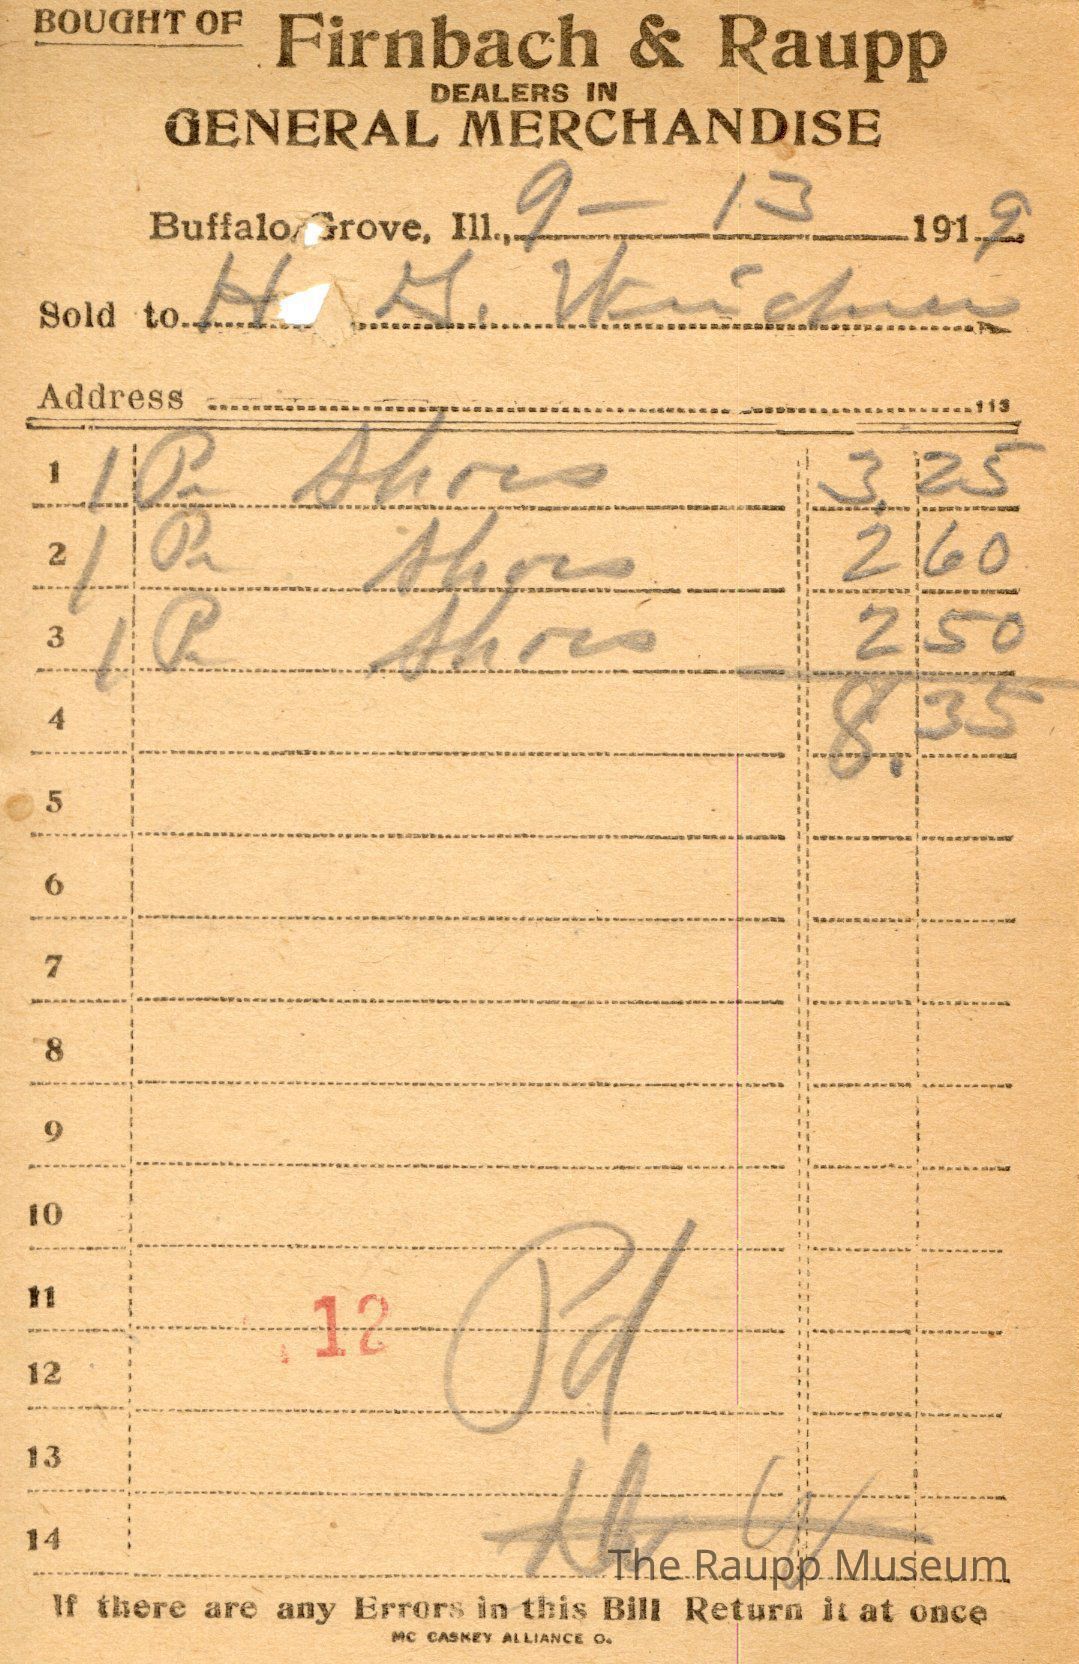 BOUGHT OF Firnbach & Raupp
DEALERS IN
GENERAL MERCHANDISE
Buffalo Grove, Ill., 9 - 13 1919
Sold to H G.
Address 113
1 1 Pr Shoes 3.25
2 1 Pr Shoes 2 60
3 1 Pr Shoes 2 50
4 8.35
5
6
7
8
9
10
11
12
12
Pd
13
14
The Raupp Museum
If there are any Errors in this Bill Return it at once
MC CASKEY ALLIANCE O.